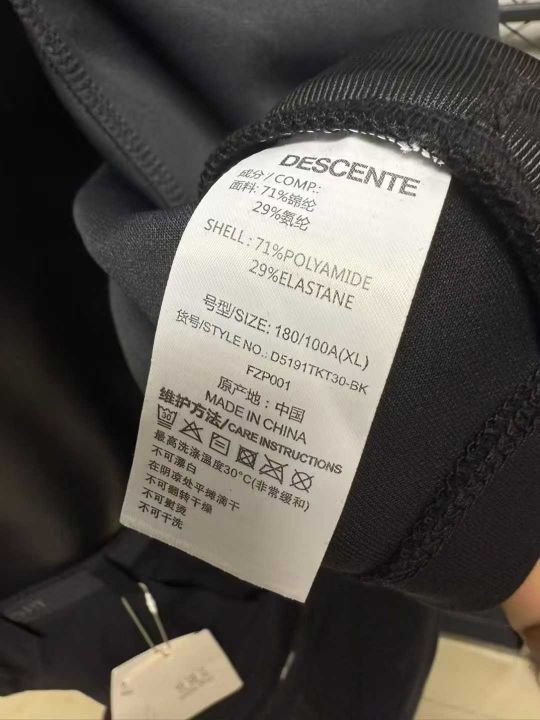 DESCENTE
成分/COMP.:
面料: 71%锦纶
29%氨纶
SHELL: 71%POLYAMIDE
29%ELASTANE
号型/SIZE: 180/100A(XL)
货号/STYLE NO.: D5191TKT30-BK
FZP001
原产地: 中国
MADE IN CHINA
维护方法/CARE INSTRUCTIONS
30
最高洗涤温度30°C(非常缓和)
不可漂白
在阴凉处平摊滴干
不可翻转干燥
不可熨烫
不可干洗